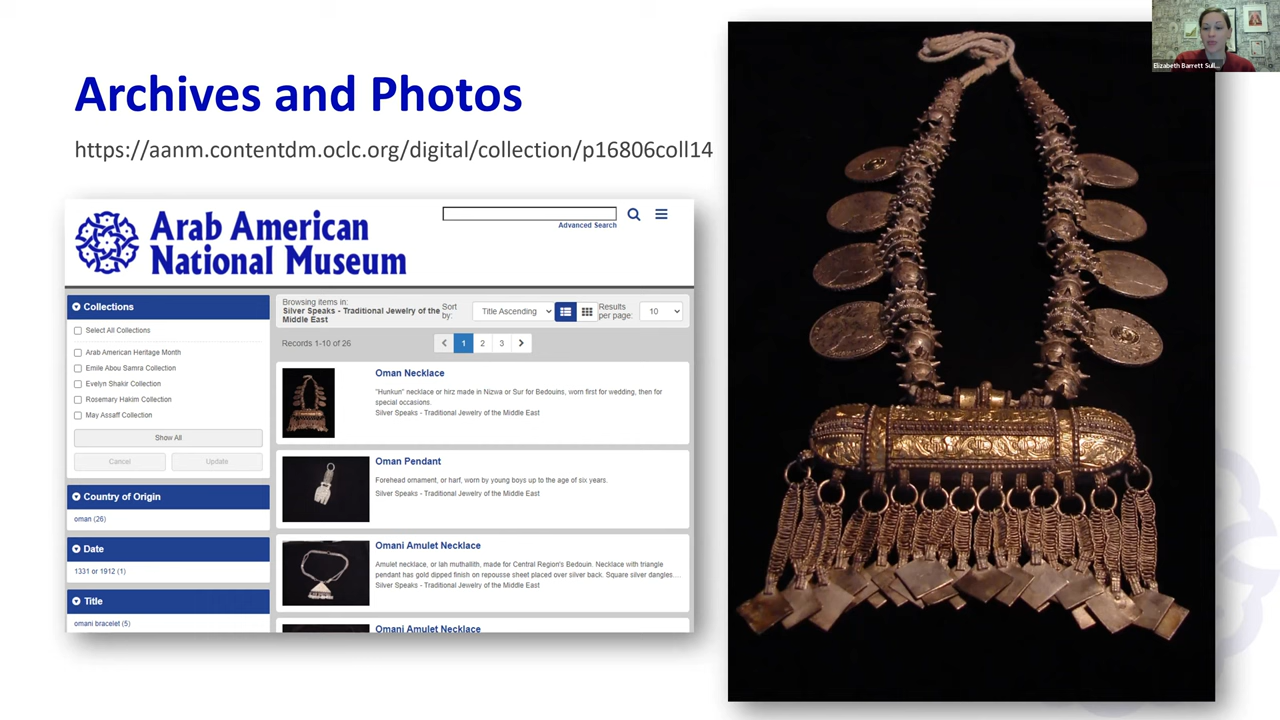 Archives and Photos
https://aanm.contentdm.oclc.org/digital/collection/p16806coll14
Elizabeth Barrett Sull...
Arab American
National Museum
Advanced Search
Collections
Select All Collections
Arab American Heritage Month
Emile Abou Samra Collection
Evelyn Shakir Collection
Rosemary Hakim Collection
May Assaff Collection
Show All
Cancel
Update
Country of Origin
oman (26)
Date
1331 or 1912 (1)
Title
omani bracelet (5)
Browsing items in:
Silver Speaks - Traditional Jewelry of the
Middle East
Sort
by:
Title Ascending
Results
per page:
10
Records 1-10 of 26
1
2
3
Oman Necklace
"Hunkun" necklace or hirz made in Nizwa or Sur for Bedouins, worn first for wedding, then for
special occasions.
Silver Speaks - Traditional Jewelry of the Middle East
Oman Pendant
Forehead ornament, or harf, worn by young boys up to the age of six years.
Silver Speaks - Traditional Jewelry of the Middle East
Omani Amulet Necklace
Amulet necklace, or lah muthallith, made for Central Region's Bedouin. Necklace with triangle
pendant has gold dipped finish on repousse sheet placed over silver back. Square silver dangles....
Silver Speaks - Traditional Jewelry of the Middle East
Omani Amulet Necklace